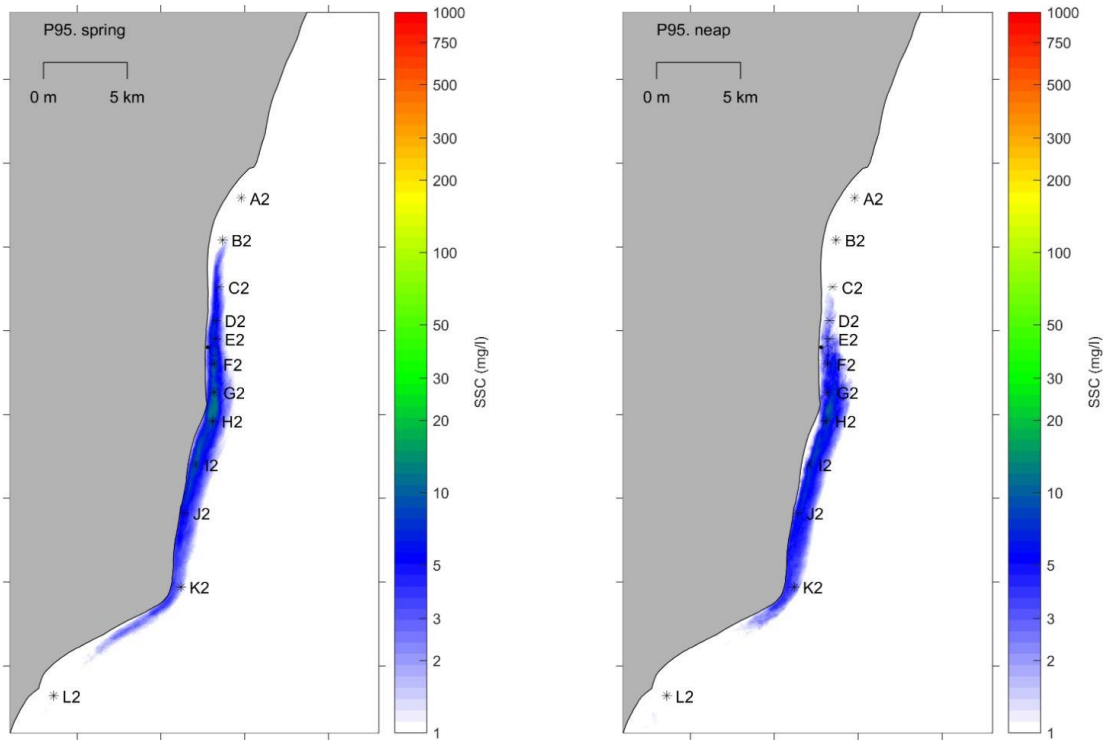 P95. spring
0 m 5 km
A2
B2
C2
D2
E2
F2
G2
H2
I2
J2
K2
L2
1000
750
500
300
200
100
50
30
20
10
5
3
2
1
SSC (mg/l)
P95. neap
0 m 5 km
A2
B2
C2
D2
E2
F2
G2
H2
I2
J2
K2
L2
1000
750
500
300
200
100
50
30
20
10
5
3
2
1
SSC (mg/l)